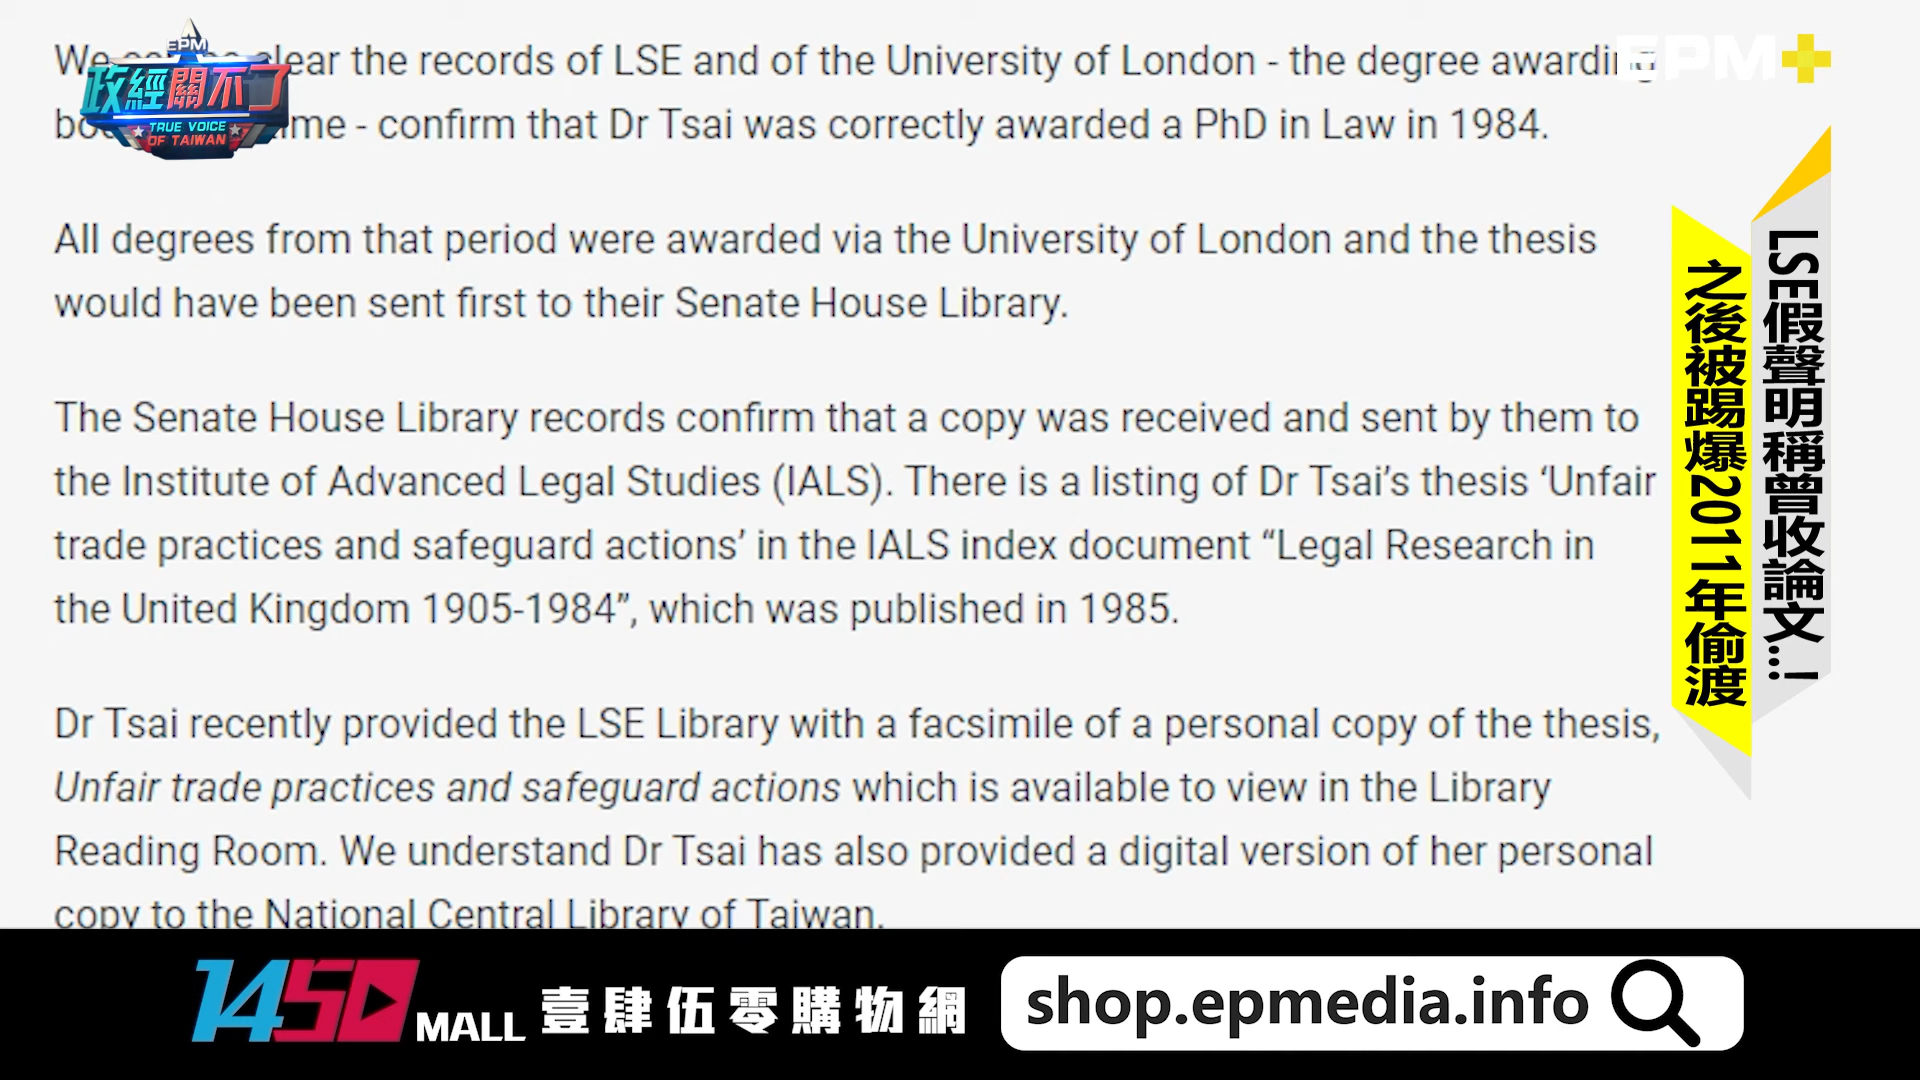 We can be clear the records of LSE and of the University of London - the degree awarding
time - confirm that Dr Tsai was correctly awarded a PhD in Law in 1984.
All degrees from that period were awarded via the University of London and the thesis
would have been sent first to their Senate House Library.
The Senate House Library records confirm that a copy was received and sent by them to
the Institute of Advanced Legal Studies (IALS). There is a listing of Dr Tsai’s thesis ‘Unfair
trade practices and safeguard actions’ in the IALS index document “Legal Research in
the United Kingdom 1905-1984”, which was published in 1985.
Dr Tsai recently provided the LSE Library with a facsimile of a personal copy of the thesis,
Unfair trade practices and safeguard actions which is available to view in the Library
Reading Room. We understand Dr Tsai has also provided a digital version of her personal
copy to the National Central Library of Taiwan.
EPM
政經關不了
TRUE VOICE
OF TAIWAN
EPM+
LSE假聲明稱曾收論文...!
之後被踢爆2011年偷渡
1450 MALL 壹肆伍零購物網
shop.epmedia.info